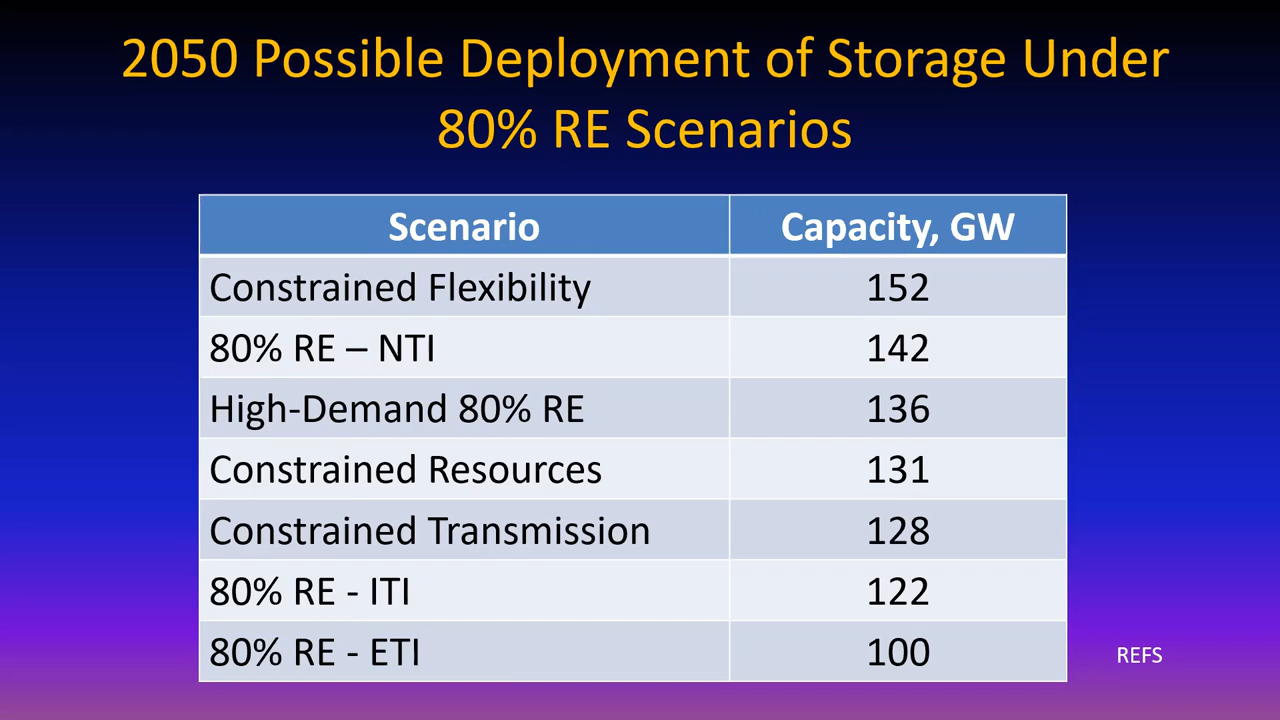 2050 Possible Deployment of Storage Under
80% RE Scenarios
Scenario Capacity, GW
Constrained Flexibility 152
80% RE – NTI 142
High-Demand 80% RE 136
Constrained Resources 131
Constrained Transmission 128
80% RE - ITI 122
80% RE - ETI 100
REFS